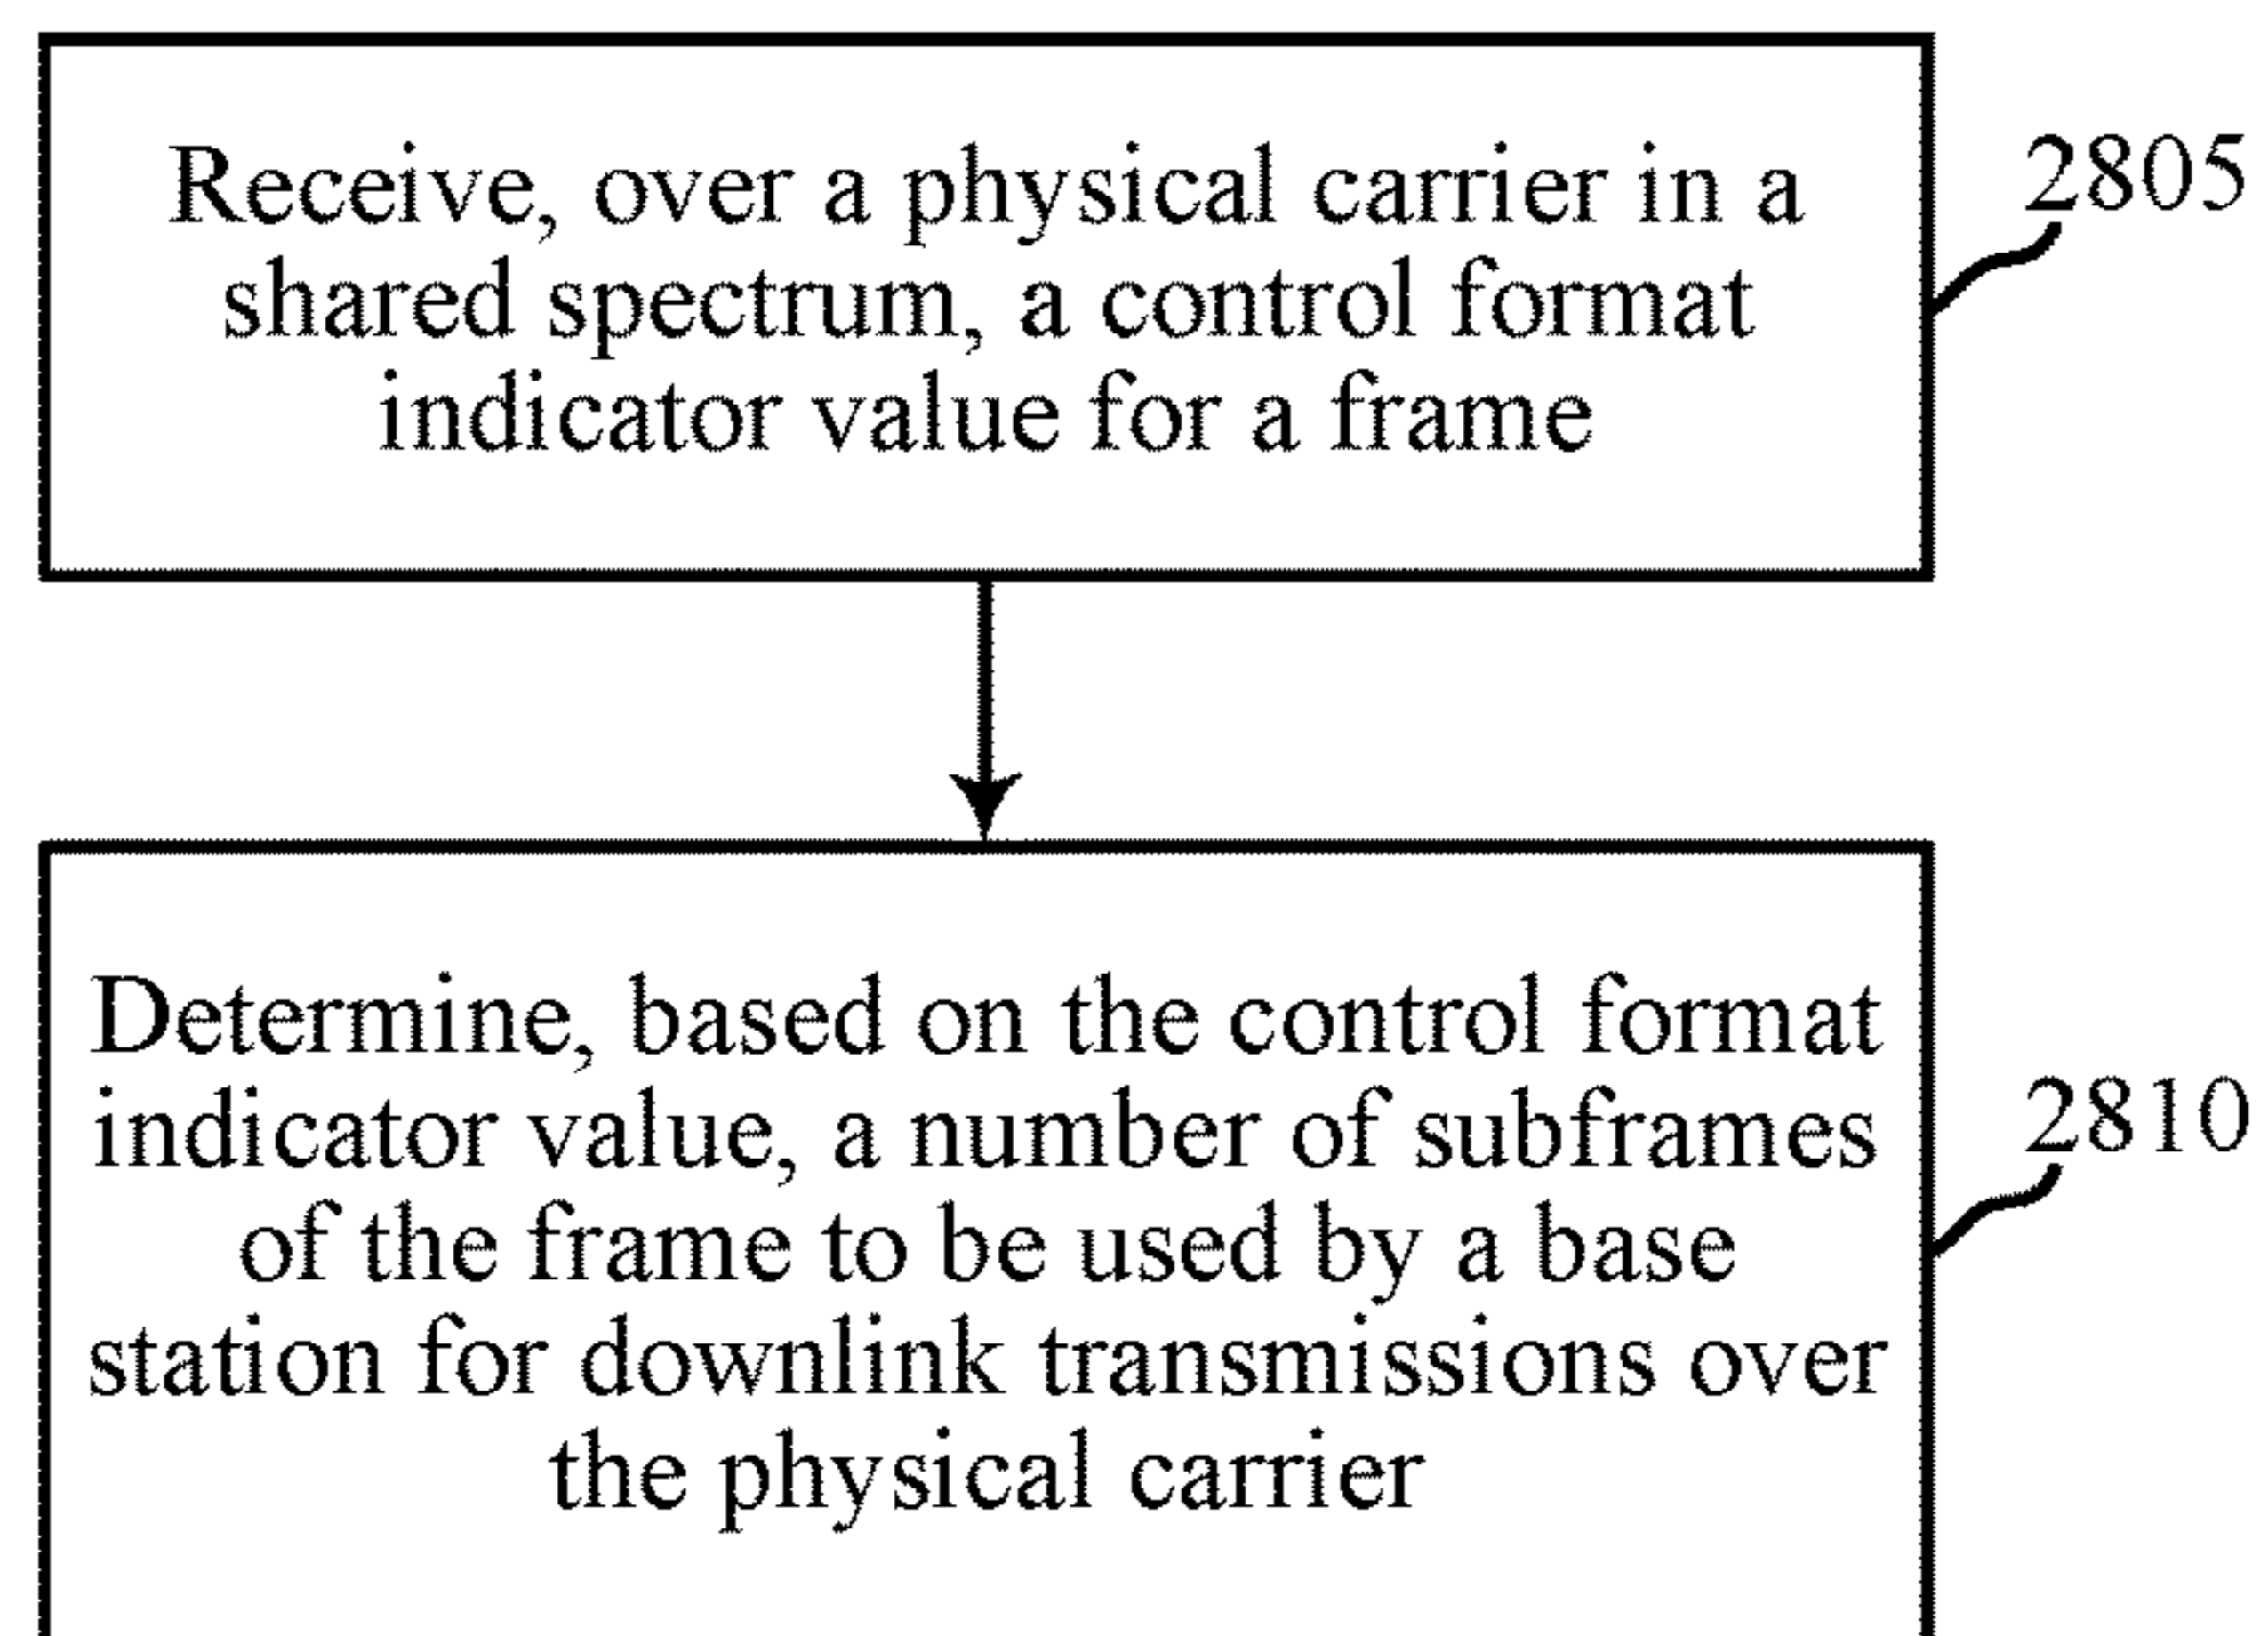 Receive, over a physical carrier in a
shared spectrum, a control format
indicator value for a frame
2805
Determine, based on the control format
indicator value, a number of subframes
of the frame to be used by a base
station for downlink transmissions over
the physical carrier
2810